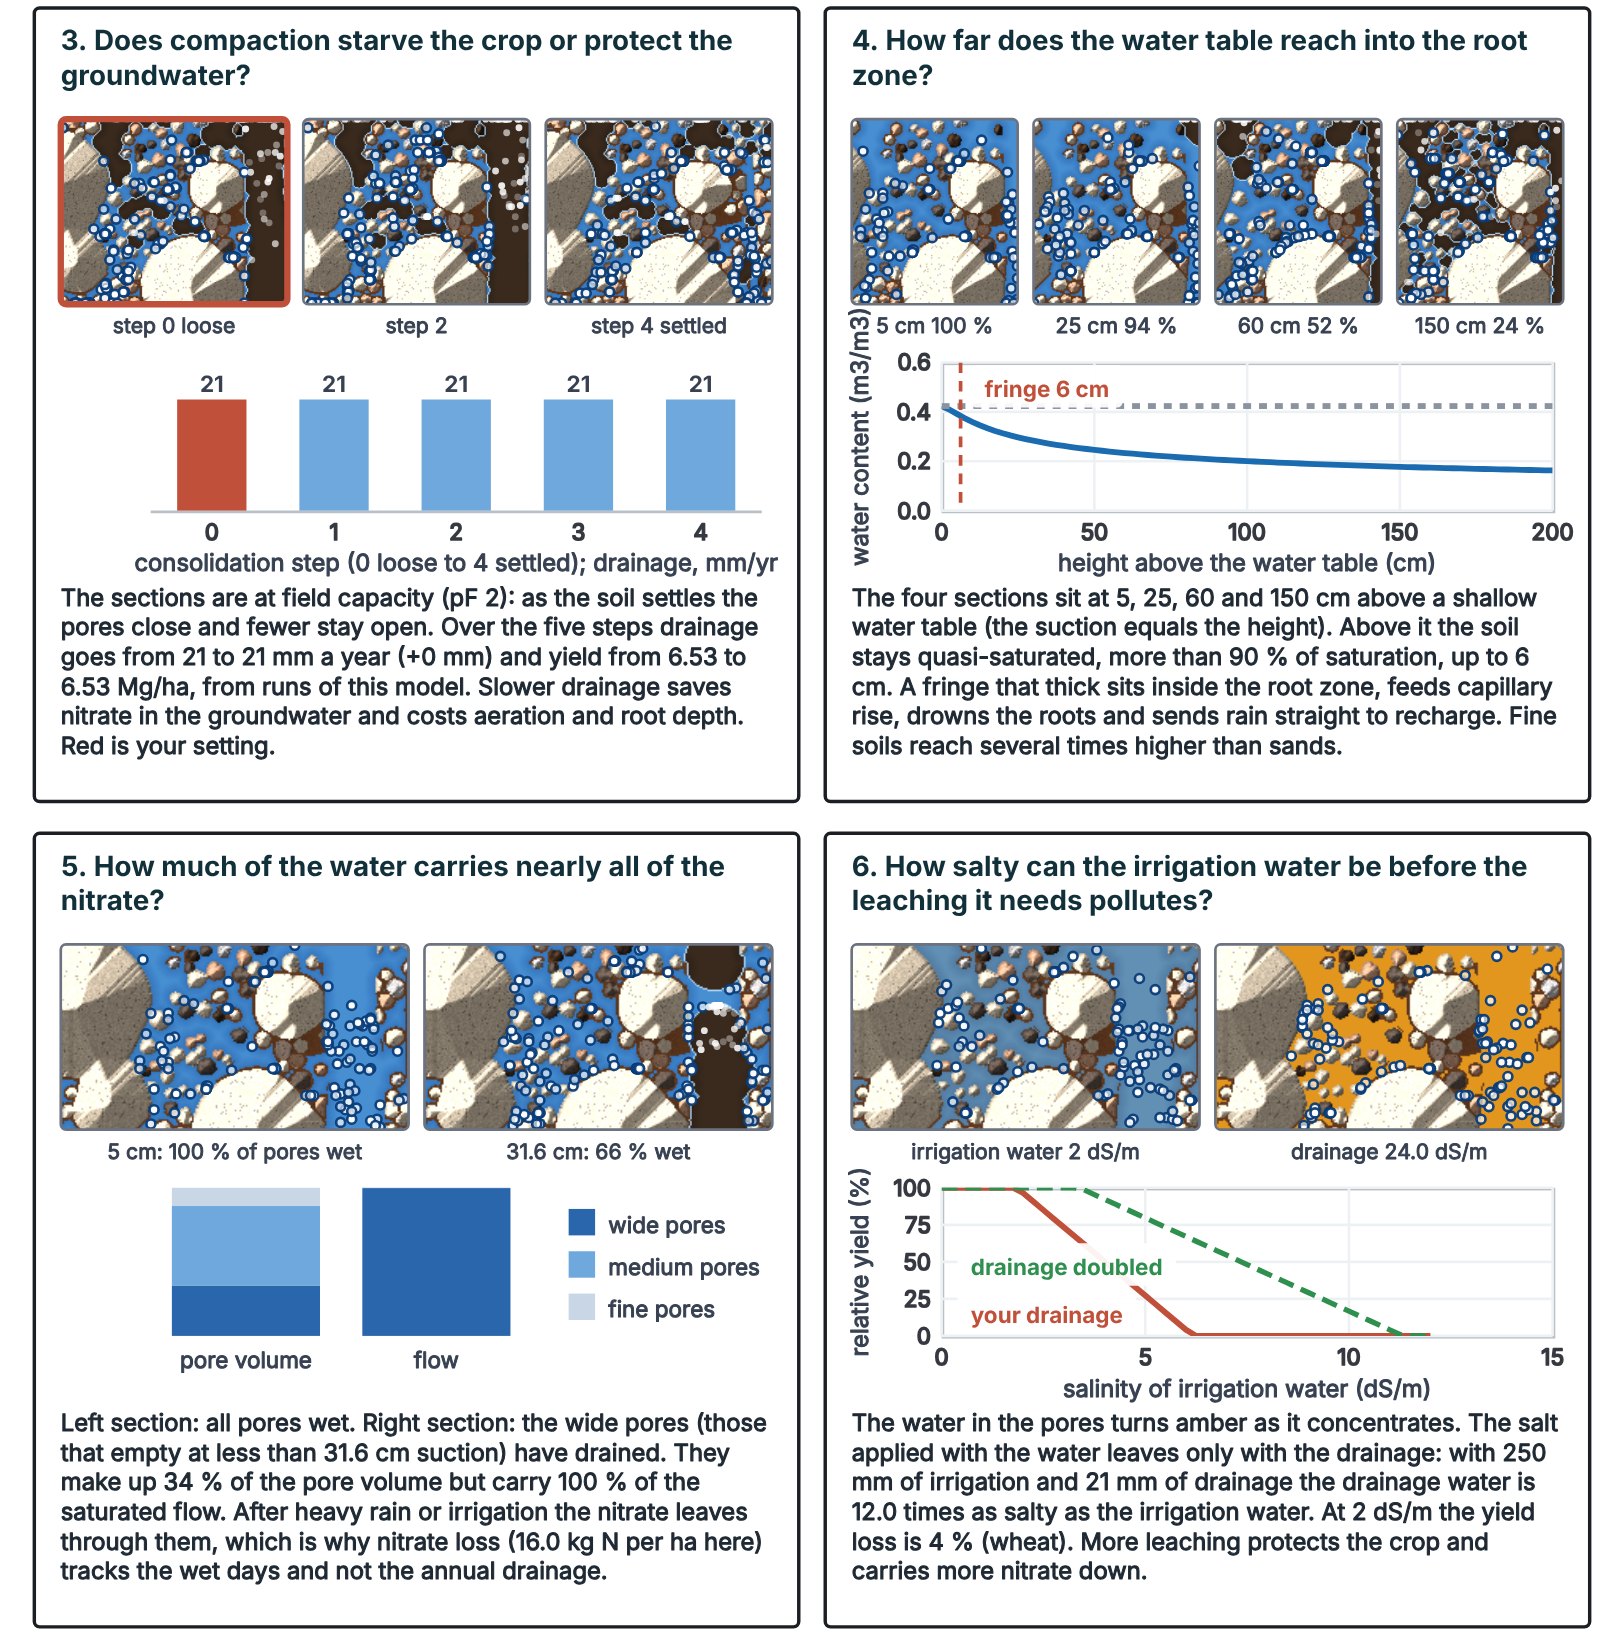 3. Does compaction starve the crop or protect the
groundwater?
step 0 loose
step 2
step 4 settled
21
21
21
21
21
0
1
2
3
4
consolidation step (0 loose to 4 settled); drainage, mm/yr
The sections are at field capacity (pF 2): as the soil settles the
pores close and fewer stay open. Over the five steps drainage
goes from 21 to 21 mm a year (+0 mm) and yield from 6.53 to
6.53 Mg/ha, from runs of this model. Slower drainage saves
nitrate in the groundwater and costs aeration and root depth.
Red is your setting.
4. How far does the water table reach into the root
zone?
5 cm 100 %
25 cm 94 %
60 cm 52 %
150 cm 24 %
water content (m3/m3)
0.6
0.4
0.2
0.0
fringe 6 cm
0
50
100
150
200
height above the water table (cm)
The four sections sit at 5, 25, 60 and 150 cm above a shallow
water table (the suction equals the height). Above it the soil
stays quasi-saturated, more than 90 % of saturation, up to 6
cm. A fringe that thick sits inside the root zone, feeds capillary
rise, drowns the roots and sends rain straight to recharge. Fine
soils reach several times higher than sands.
5. How much of the water carries nearly all of the
nitrate?
5 cm: 100 % of pores wet
31.6 cm: 66 % wet
wide pores
medium pores
fine pores
pore volume
flow
Left section: all pores wet. Right section: the wide pores (those
that empty at less than 31.6 cm suction) have drained. They
make up 34 % of the pore volume but carry 100 % of the
saturated flow. After heavy rain or irrigation the nitrate leaves
through them, which is why nitrate loss (16.0 kg N per ha here)
tracks the wet days and not the annual drainage.
6. How salty can the irrigation water be before the
leaching it needs pollutes?
irrigation water 2 dS/m
drainage 24.0 dS/m
relative yield (%)
100
75
50
25
0
drainage doubled
your drainage
0
5
10
15
salinity of irrigation water (dS/m)
The water in the pores turns amber as it concentrates. The salt
applied with the water leaves only with the drainage: with 250
mm of irrigation and 21 mm of drainage the drainage water is
12.0 times as salty as the irrigation water. At 2 dS/m the yield
loss is 4 % (wheat). More leaching protects the crop and
carries more nitrate down.